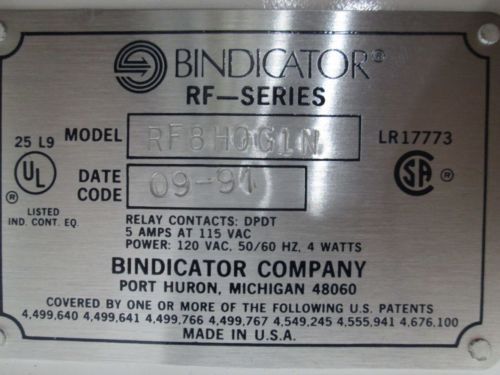 BINDICATOR®
RF—SERIES
25 L9
MODEL RF8H0G1N
LR17773
UL
®
SA
®
DATE
CODE 09-91
LISTED
IND. CONT. EQ.
RELAY CONTACTS: DPDT
5 AMPS AT 115 VAC
POWER: 120 VAC, 50/60 HZ, 4 WATTS
BINDICATOR COMPANY
PORT HURON, MICHIGAN 48060
COVERED BY ONE OR MORE OF THE FOLLOWING U.S. PATENTS
4,499,640 4,499,641 4,499,766 4,499,767 4,549,245 4,555,941 4,676,100
MADE IN U.S.A.